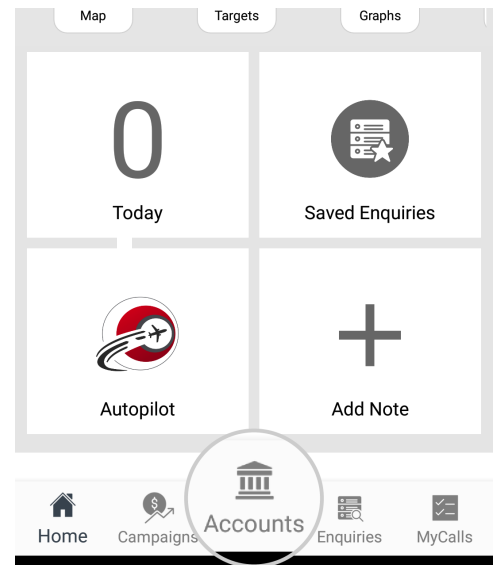 Map
Targets
Graphs
0
Today
Saved Enquiries
Autopilot
Add Note
Home
Campaigns
Accounts
Enquiries
MyCalls